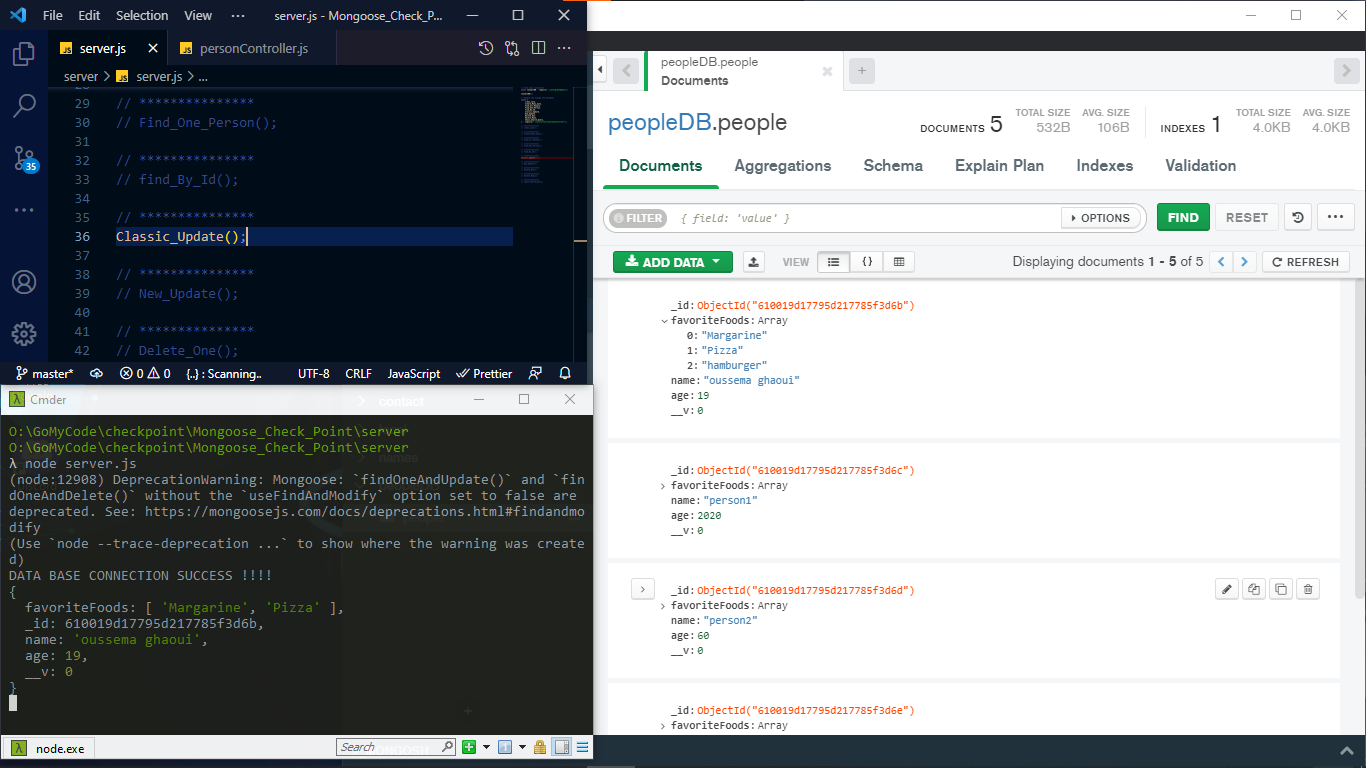 File Edit Selection View ··· server.js - Mongoose_Check_P...
server.js personController.js
server > server.js > ...
29 // ***************
30 // Find_One_Person();
31
32 // ***************
33 // find_By_Id();
34
35 // ***************
36 Classic_Update();
37
38 // ***************
39 // New_Update();
40
41 // ***************
42 // Delete_One();
35
master* 0 0 {..} : Scanning.. UTF-8 CRLF JavaScript Prettier
Cmder
O:\GoMyCode\checkpoint\Mongoose_Check_Point\server
O:\GoMyCode\checkpoint\Mongoose_Check_Point\server
λ node server.js
(node:12908) DeprecationWarning: Mongoose: `findOneAndUpdate()` and `fin
dOneAndDelete()` without the `useFindAndModify` option set to false are
deprecated. See: https://mongoosejs.com/docs/deprecations.html#findandmo
dify
(Use `node --trace-deprecation ...` to show where the warning was create
d)
DATA BASE CONNECTION SUCCESS !!!!
{
favoriteFoods: [ 'Margarine', 'Pizza' ],
_id: 610019d17795d217785f3d6b,
name: 'oussema ghaoui',
age: 19,
__v: 0
}
contact
names
node.exe Search
peopleDB.people
Documents
peopleDB.people
DOCUMENTS 5 TOTAL SIZE 532B AVG. SIZE 106B INDEXES 1 TOTAL SIZE 4.0KB AVG. SIZE 4.0KB
Documents Aggregations Schema Explain Plan Indexes Validation
FILTER { field: 'value' } OPTIONS FIND RESET ···
ADD DATA VIEW {} Displaying documents 1 - 5 of 5 REFRESH
_id: ObjectId("610019d17795d217785f3d6b")
favoriteFoods: Array
0: "Margarine"
1: "Pizza"
2: "hamburger"
name: "oussema ghaoui"
age: 19
__v: 0
_id: ObjectId("610019d17795d217785f3d6c")
favoriteFoods: Array
name: "person1"
age: 2020
__v: 0
_id: ObjectId("610019d17795d217785f3d6d")
favoriteFoods: Array
name: "person2"
age: 60
__v: 0
_id: ObjectId("610019d17795d217785f3d6e")
favoriteFoods: Array